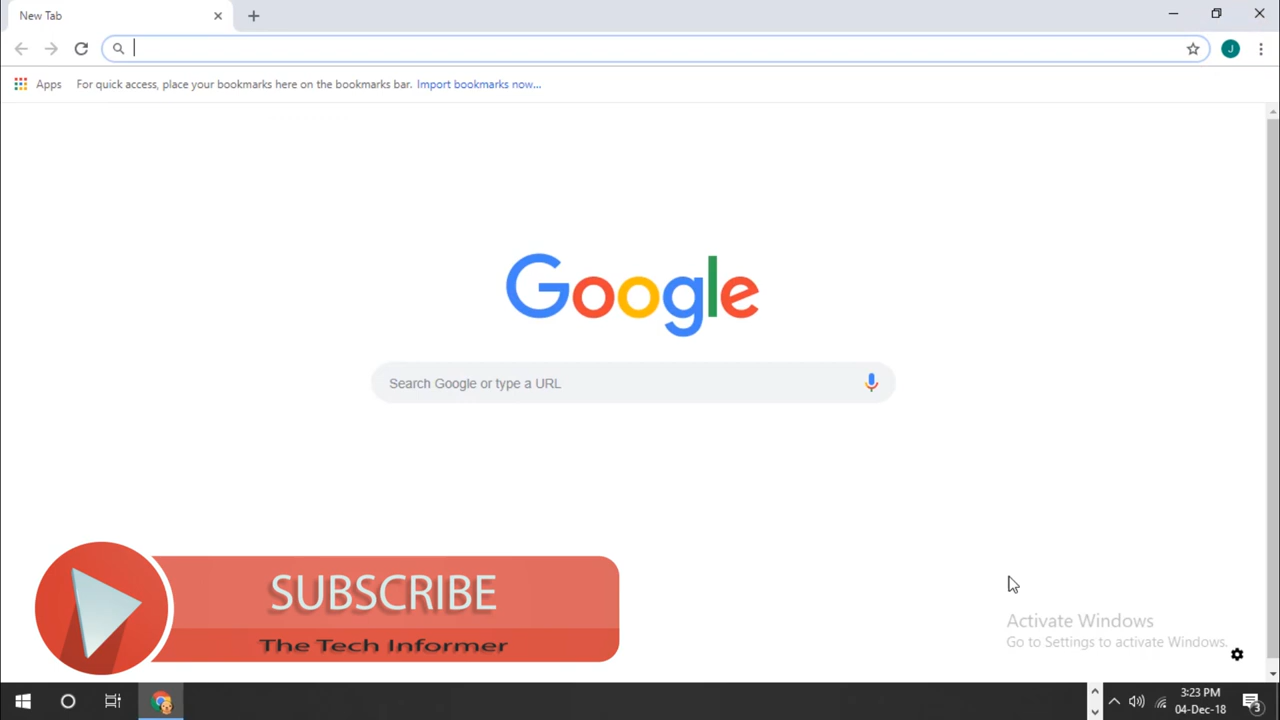 New Tab
Apps For quick access, place your bookmarks here on the bookmarks bar. Import bookmarks now...
J
Google
Search Google or type a URL
SUBSCRIBE
The Tech Informer
Activate Windows
Go to Settings to activate Windows.
3:23 PM
04-Dec-18
3